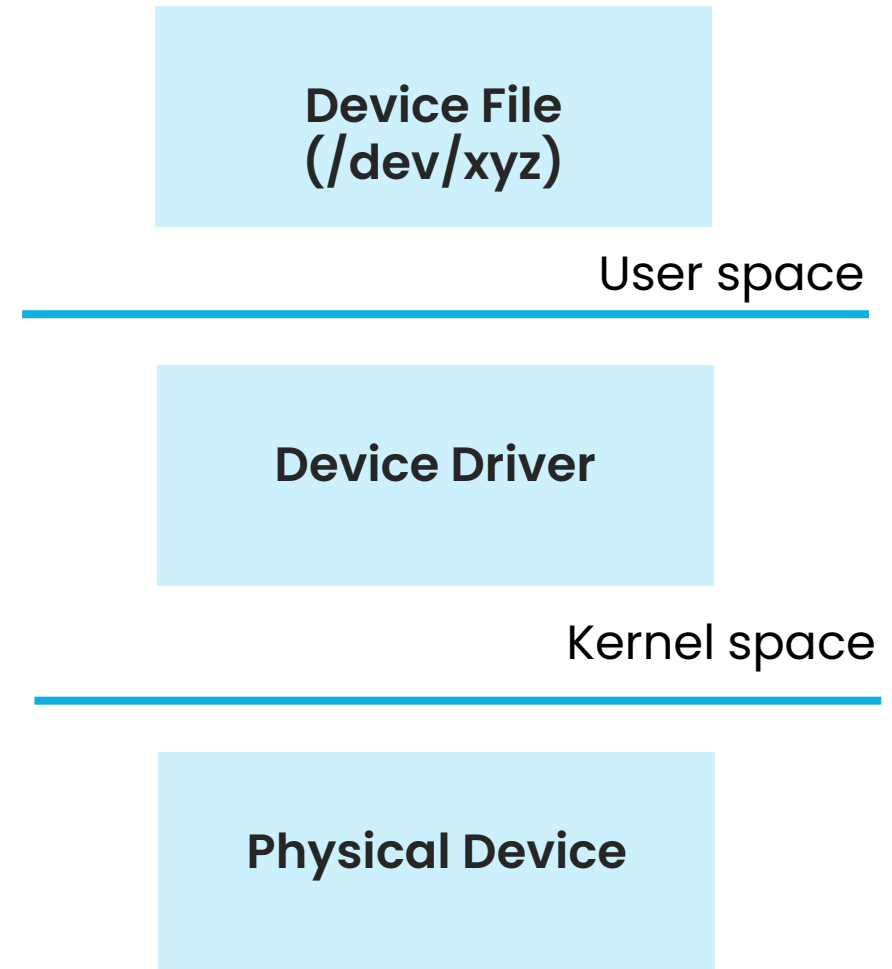 Device File
(/dev/xyz)
User space
Device Driver
Kernel space
Physical Device